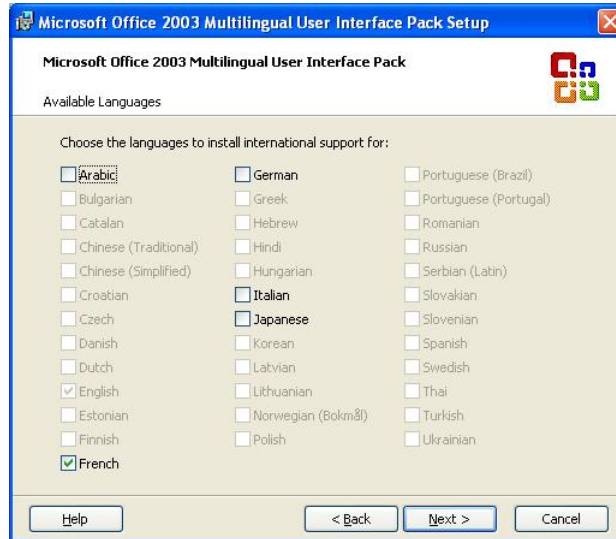 Microsoft Office 2003 Multilingual User Interface Pack Setup
Microsoft Office 2003 Multilingual User Interface Pack
Available Languages
Choose the languages to install international support for:
Arabic
Bulgarian
Catalan
Chinese (Traditional)
Chinese (Simplified)
Croatian
Czech
Danish
Dutch
English
Estonian
Finnish
French
German
Greek
Hebrew
Hindi
Hungarian
Italian
Japanese
Korean
Latvian
Lithuanian
Norwegian (Bokmål)
Polish
Portuguese (Brazil)
Portuguese (Portugal)
Romanian
Russian
Serbian (Latin)
Slovakian
Slovenian
Spanish
Swedish
Thai
Turkish
Ukrainian
Help
< Back
Next >
Cancel